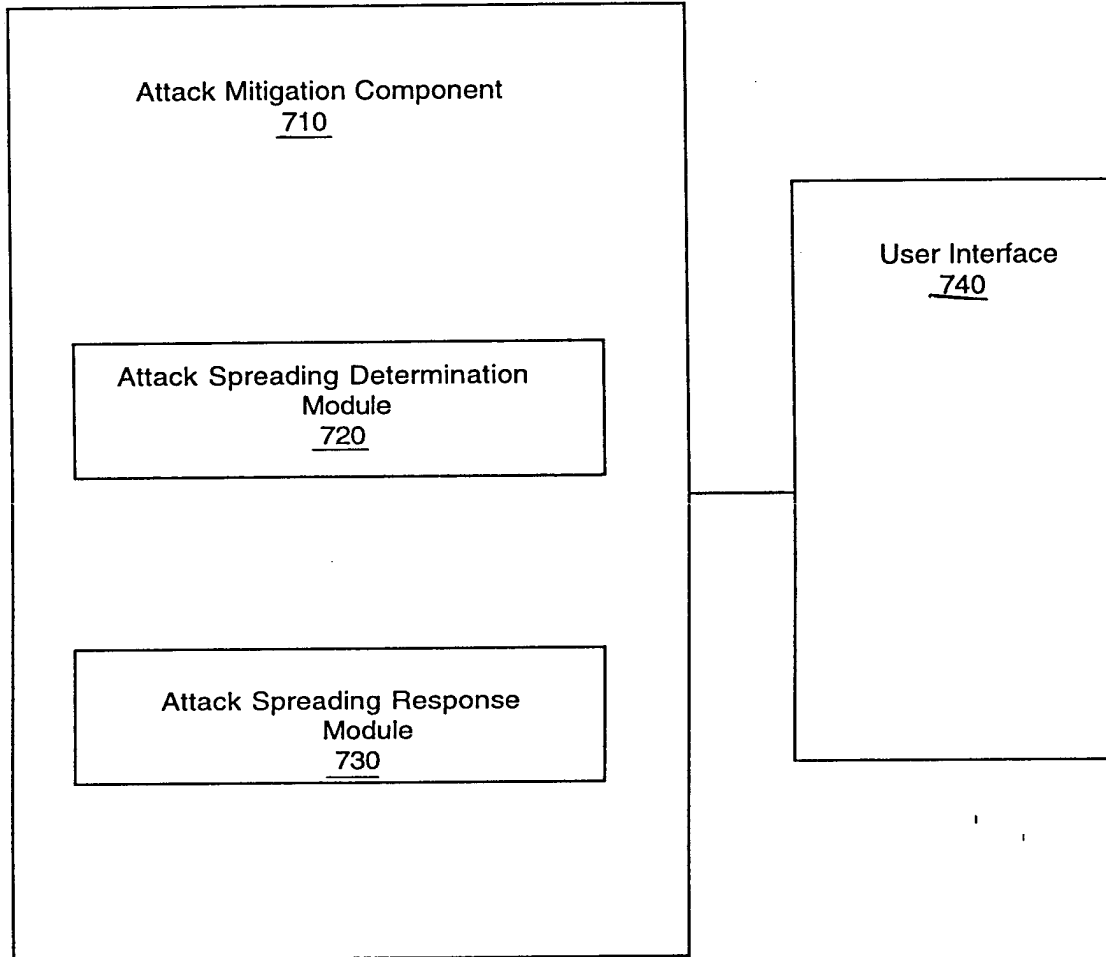 Attack Mitigation Component
710
User Interface
740
Attack Spreading Determination
Module
720
Attack Spreading Response
Module
730